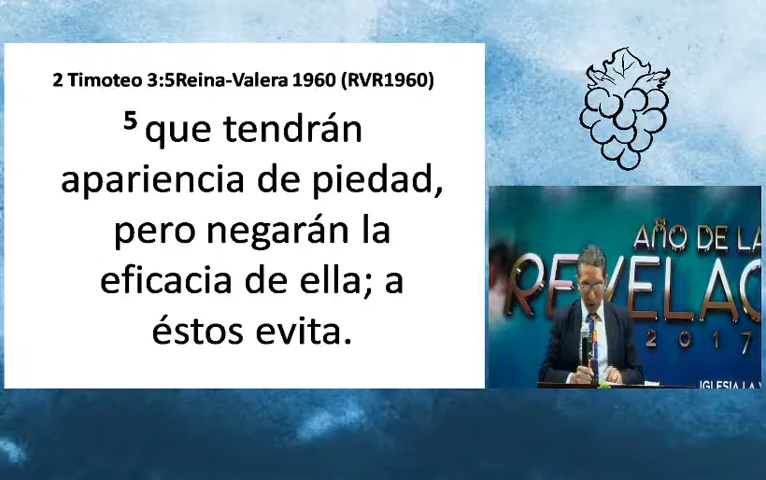 2 Timoteo 3:5Reina-Valera 1960 (RVR1960)
5 que tendrán
apariencia de piedad,
pero negarán la
eficacia de ella; a
éstos evita.
AÑO DE LA
REVELAC
2017
IGLESIA LA